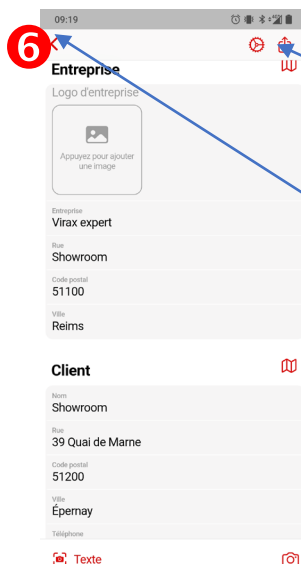 09:19
6
Entreprise
Logo d'entreprise
Appuyez pour ajouter
une image
Entreprise
Virax expert
Rue
Showroom
Code postal
51100
Ville
Reims
Client
Nom
Showroom
Rue
39 Quai de Marne
Code postal
51200
Ville
Épernay
Téléphone
Texte